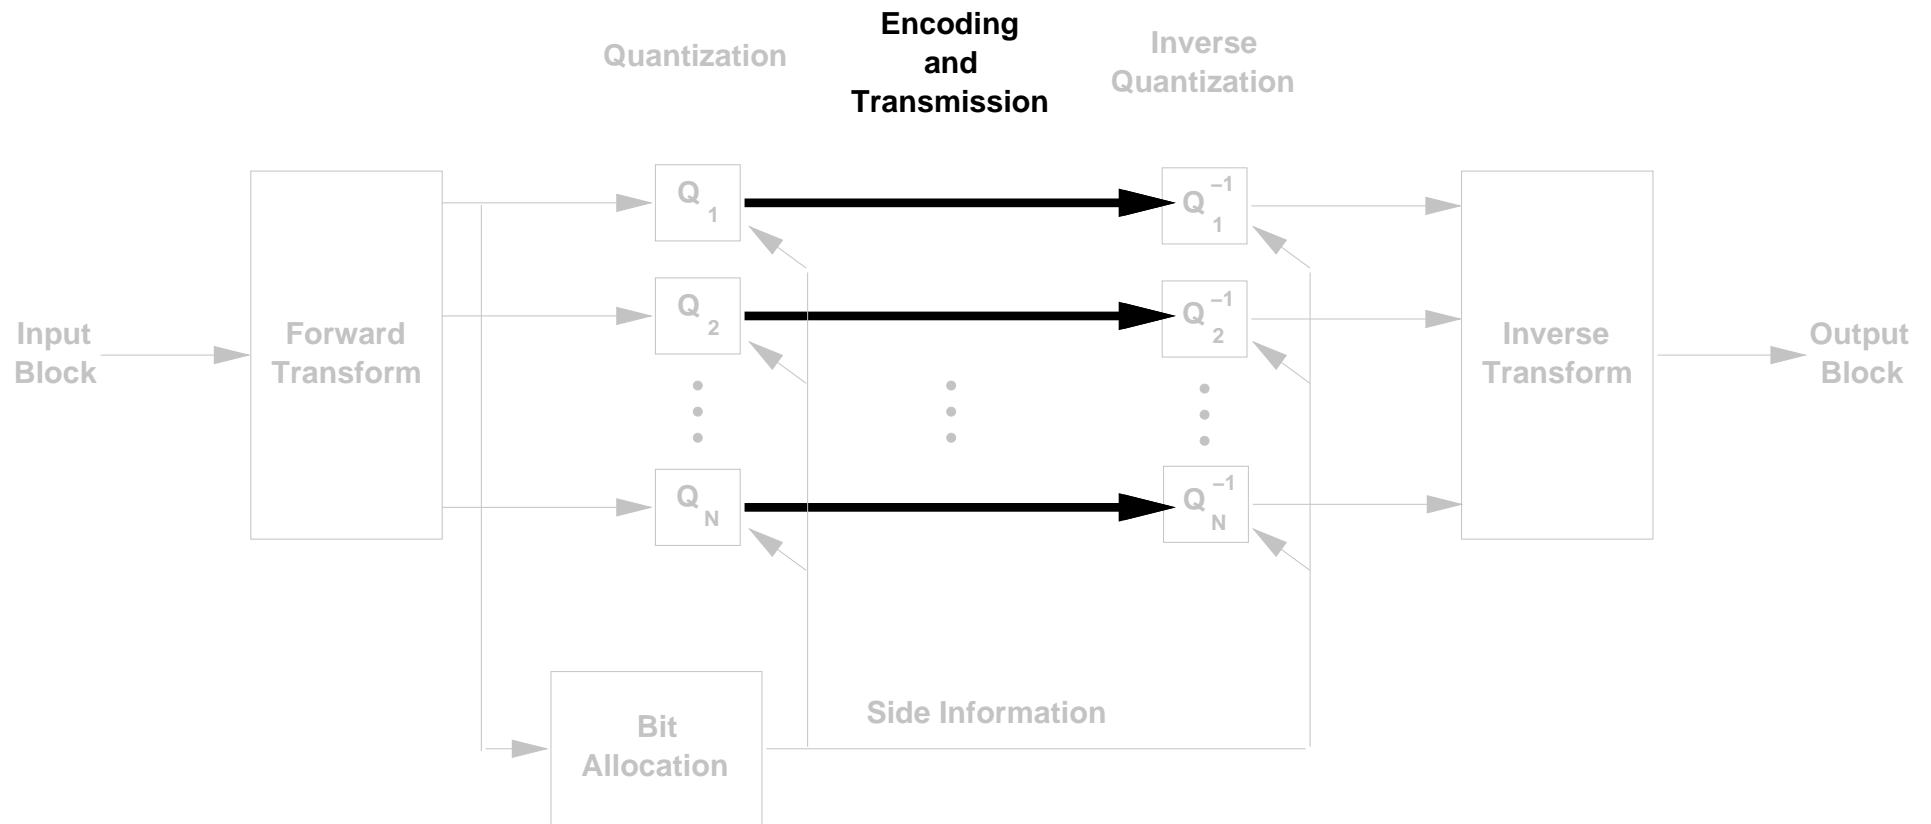 Encoding
and
Transmission
Quantization
Inverse
Quantization
Q 1
Q 1 –1
Q 2
Q 2 –1
Input
Block
Forward
Transform
Inverse
Transform
Output
Block
Q N
Q N –1
Side Information
Bit
Allocation